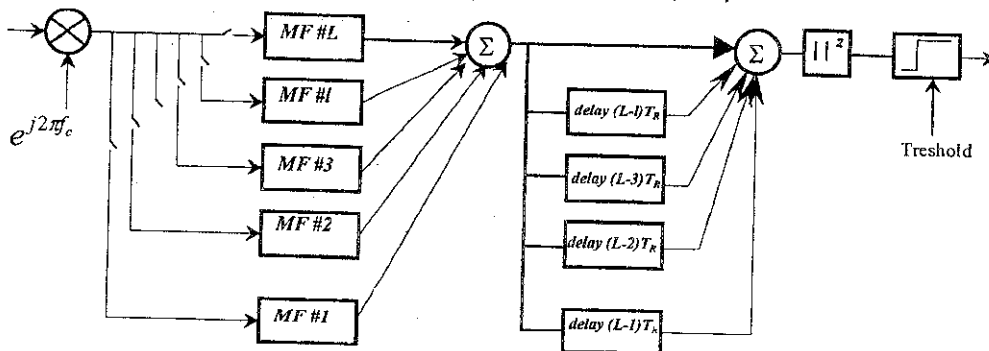 MF #L
Σ
Σ
| | ²
MF #l
delay (L-l)T_R
e^{j2πf_c}
MF #3
delay (L-3)T_R
Treshold
MF #2
delay (L-2)T_R
MF #1
delay (L-1)T_R